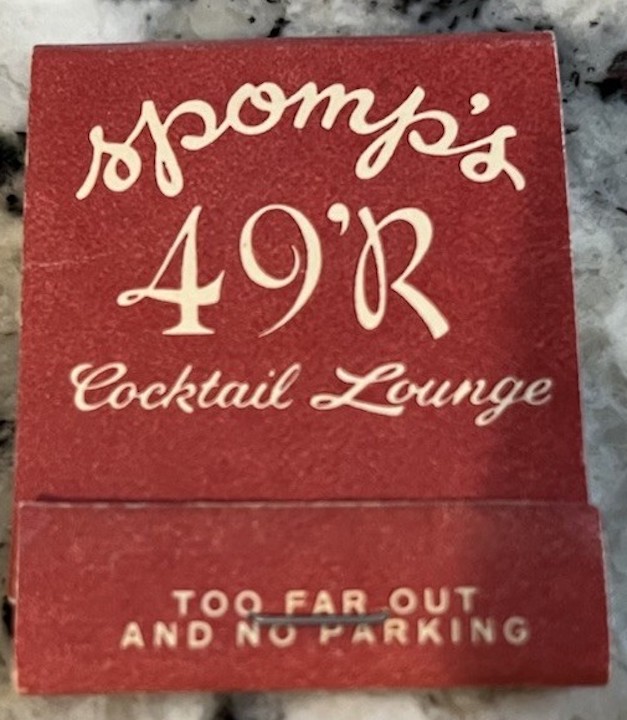 spomp's
49'R
Cocktail Lounge
TOO FAR OUT
AND NO PARKING